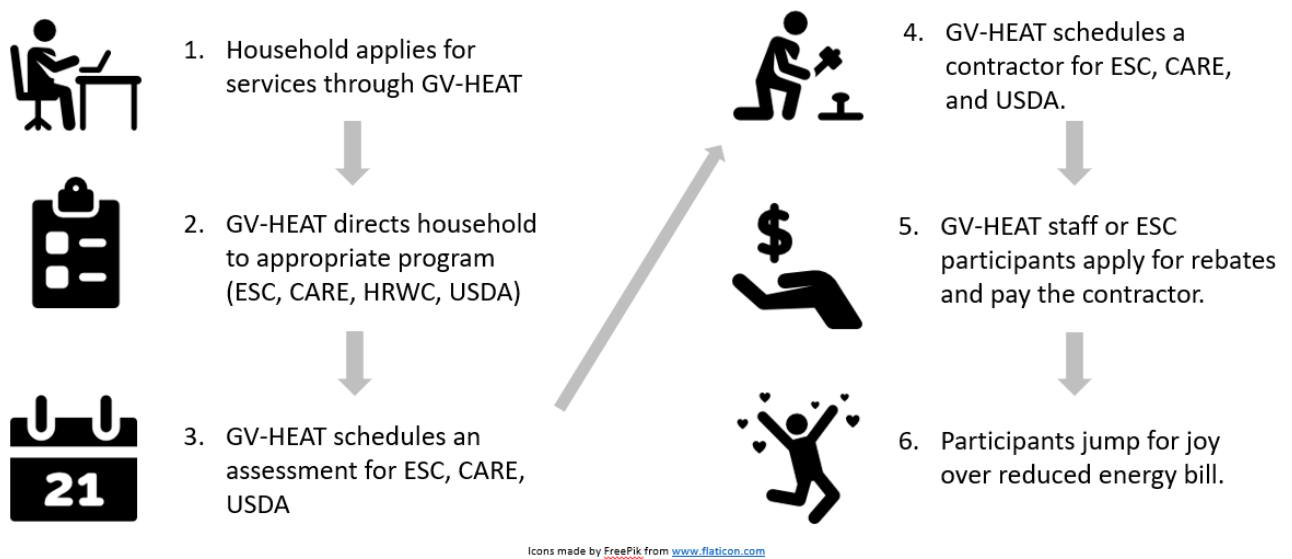 1. Household applies for
services through GV-HEAT
2. GV-HEAT directs household
to appropriate program
(ESC, CARE, HRWC, USDA)
3. GV-HEAT schedules an
assessment for ESC, CARE,
USDA
21
4. GV-HEAT schedules a
contractor for ESC, CARE,
and USDA.
$
5. GV-HEAT staff or ESC
participants apply for rebates
and pay the contractor.
6. Participants jump for joy
over reduced energy bill.
Icons made by FreePik from www.flaticon.com